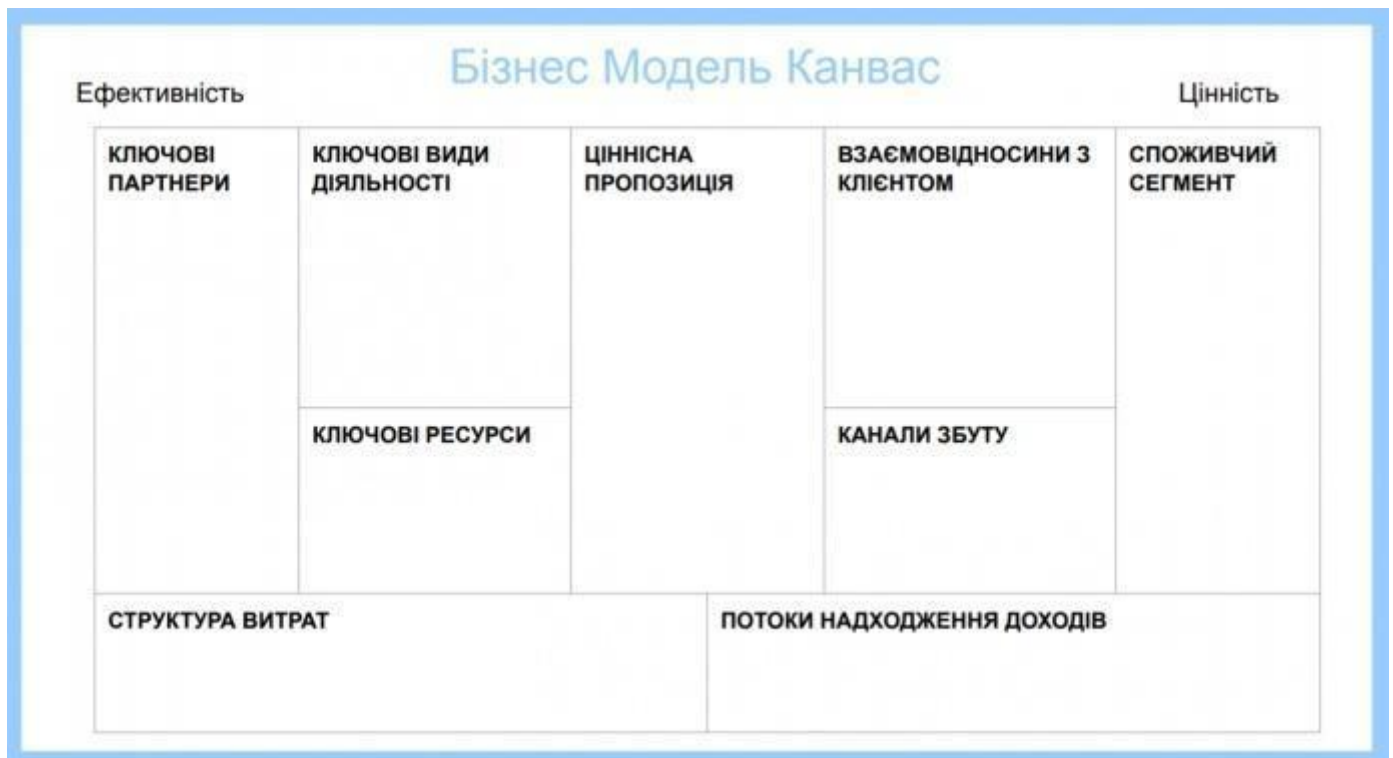 Бізнес Модель Канвас
Ефективність
Цінність
КЛЮЧОВІ
ПАРТНЕРИ
КЛЮЧОВІ ВИДИ
ДІЯЛЬНОСТІ
ЦІННІСНА
ПРОПОЗИЦІЯ
ВЗАЄМОВІДНОСИНИ З
КЛІЄНТОМ
СПОЖИВЧИЙ
СЕГМЕНТ
КЛЮЧОВІ РЕСУРСИ
КАНАЛИ ЗБУТУ
СТРУКТУРА ВИТРАТ
ПОТОКИ НАДХОДЖЕННЯ ДОХОДІВ